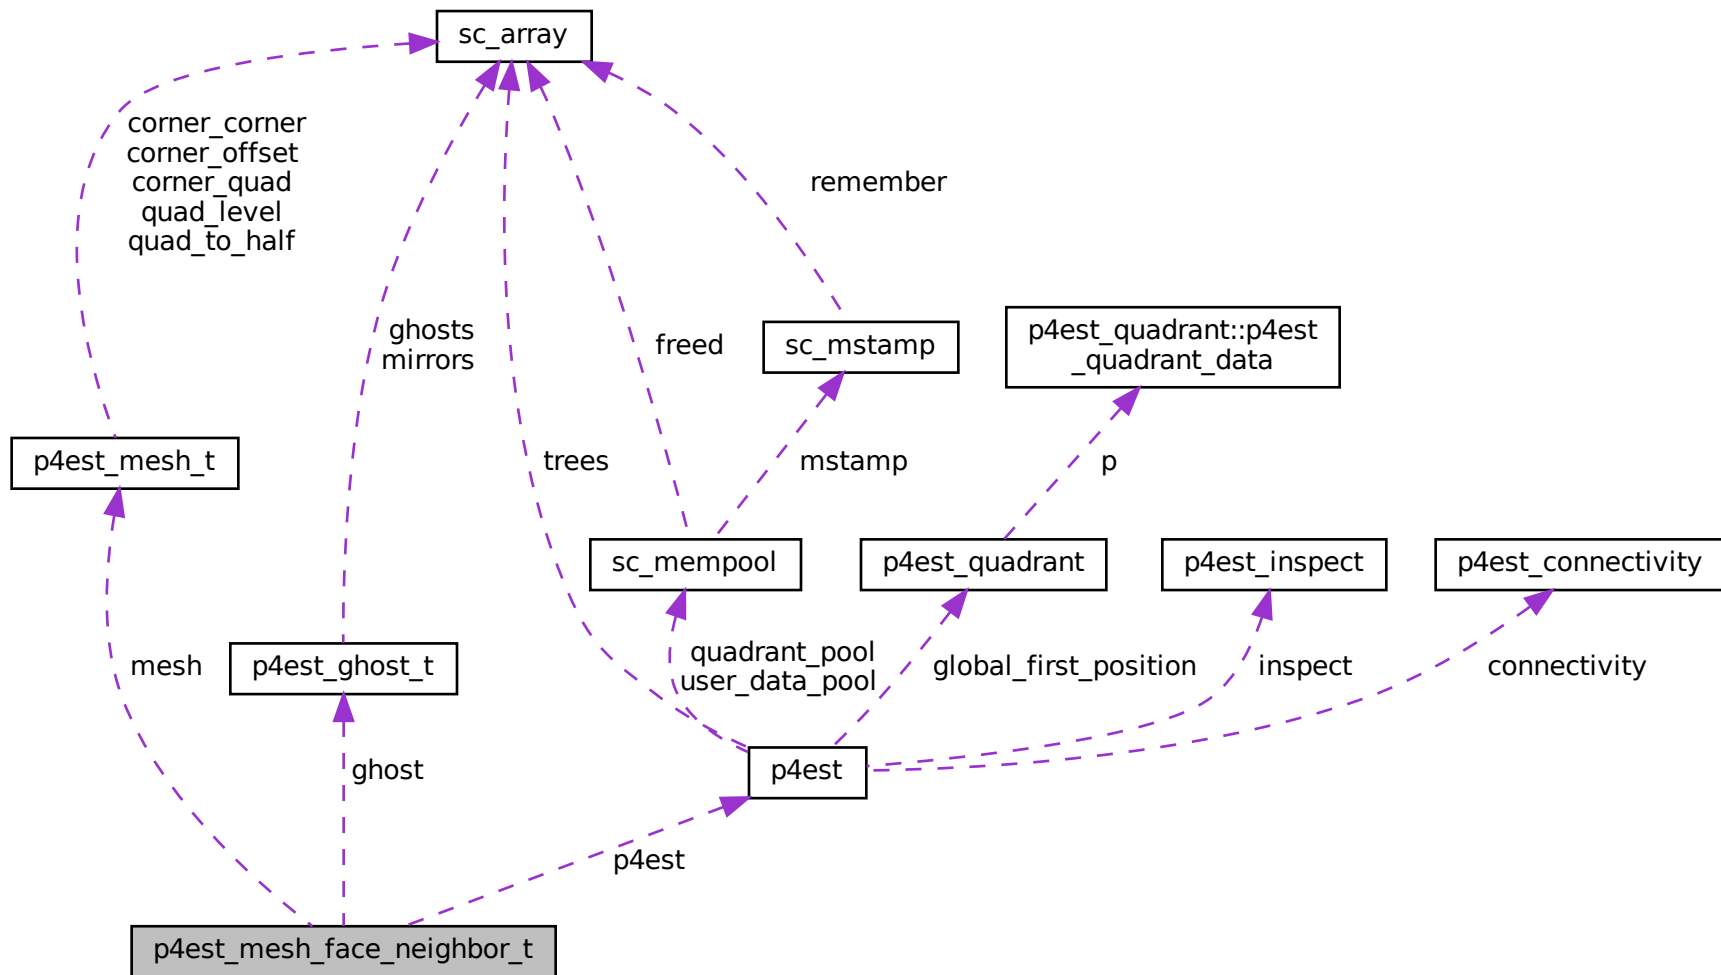 sc_array
corner_corner
corner_offset
corner_quad
quad_level
quad_to_half
remember
ghosts
mirrors
freed
sc_mstamp
p4est_quadrant::p4est
_quadrant_data
p4est_mesh_t
trees
mstamp
p
sc_mempool
p4est_quadrant
p4est_inspect
p4est_connectivity
mesh
p4est_ghost_t
quadrant_pool
user_data_pool
global_first_position
inspect
connectivity
ghost
p4est
p4est
p4est_mesh_face_neighbor_t